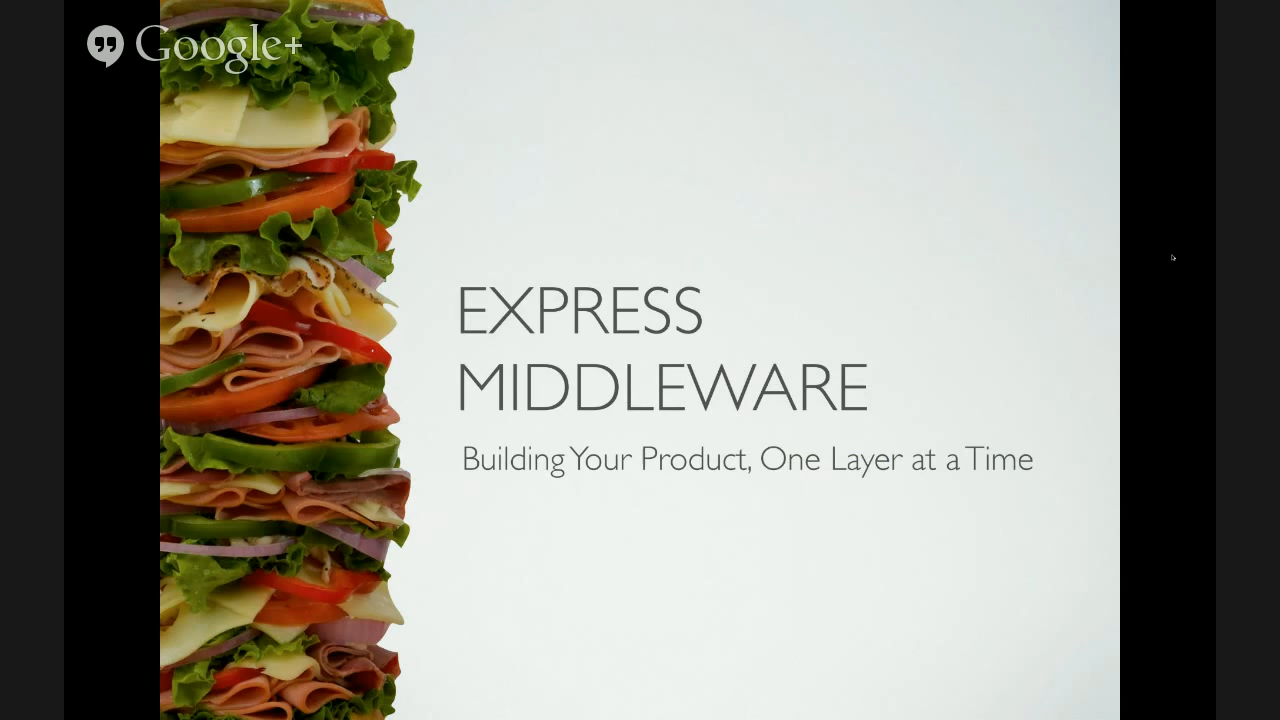 Google+
EXPRESS
MIDDLEWARE
Building Your Product, One Layer at a Time